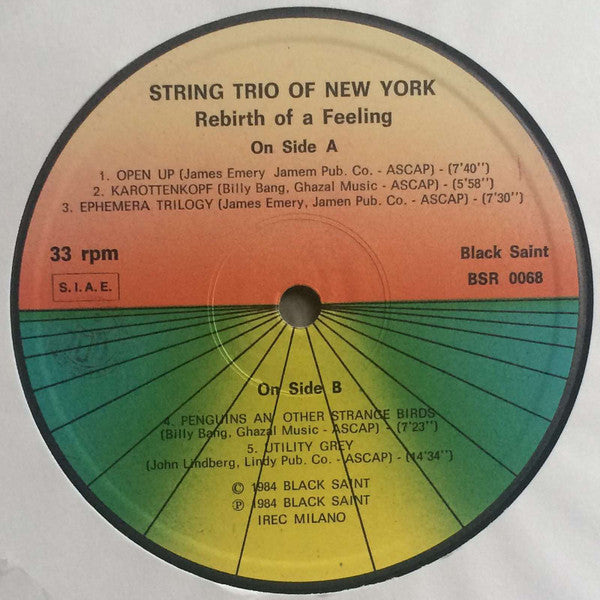 STRING TRIO OF NEW YORK
Rebirth of a Feeling
On Side A
1. OPEN UP (James Emery Jamem Pub. Co. - ASCAP) - (7'40'')
2. KAROTTENKOPF (Billy Bang, Ghazal Music - ASCAP) - (5'58'')
3. EPHEMERA TRILOGY (James Emery, Jamen Pub. Co. - ASCAP) - (7'30'')
33 rpm
S.I.A.E.
Black Saint
BSR 0068
On Side B
4. PENGUINS AN OTHER STRANGE BIRDS
(Billy Bang, Ghazal Music - ASCAP) - (7'23'')
5. UTILITY GREY
(John Lindberg, Lindy Pub. Co. - ASCAP) - (14'34'')
© 1984 BLACK SAINT
℗ 1984 BLACK SAINT
IREC MILANO